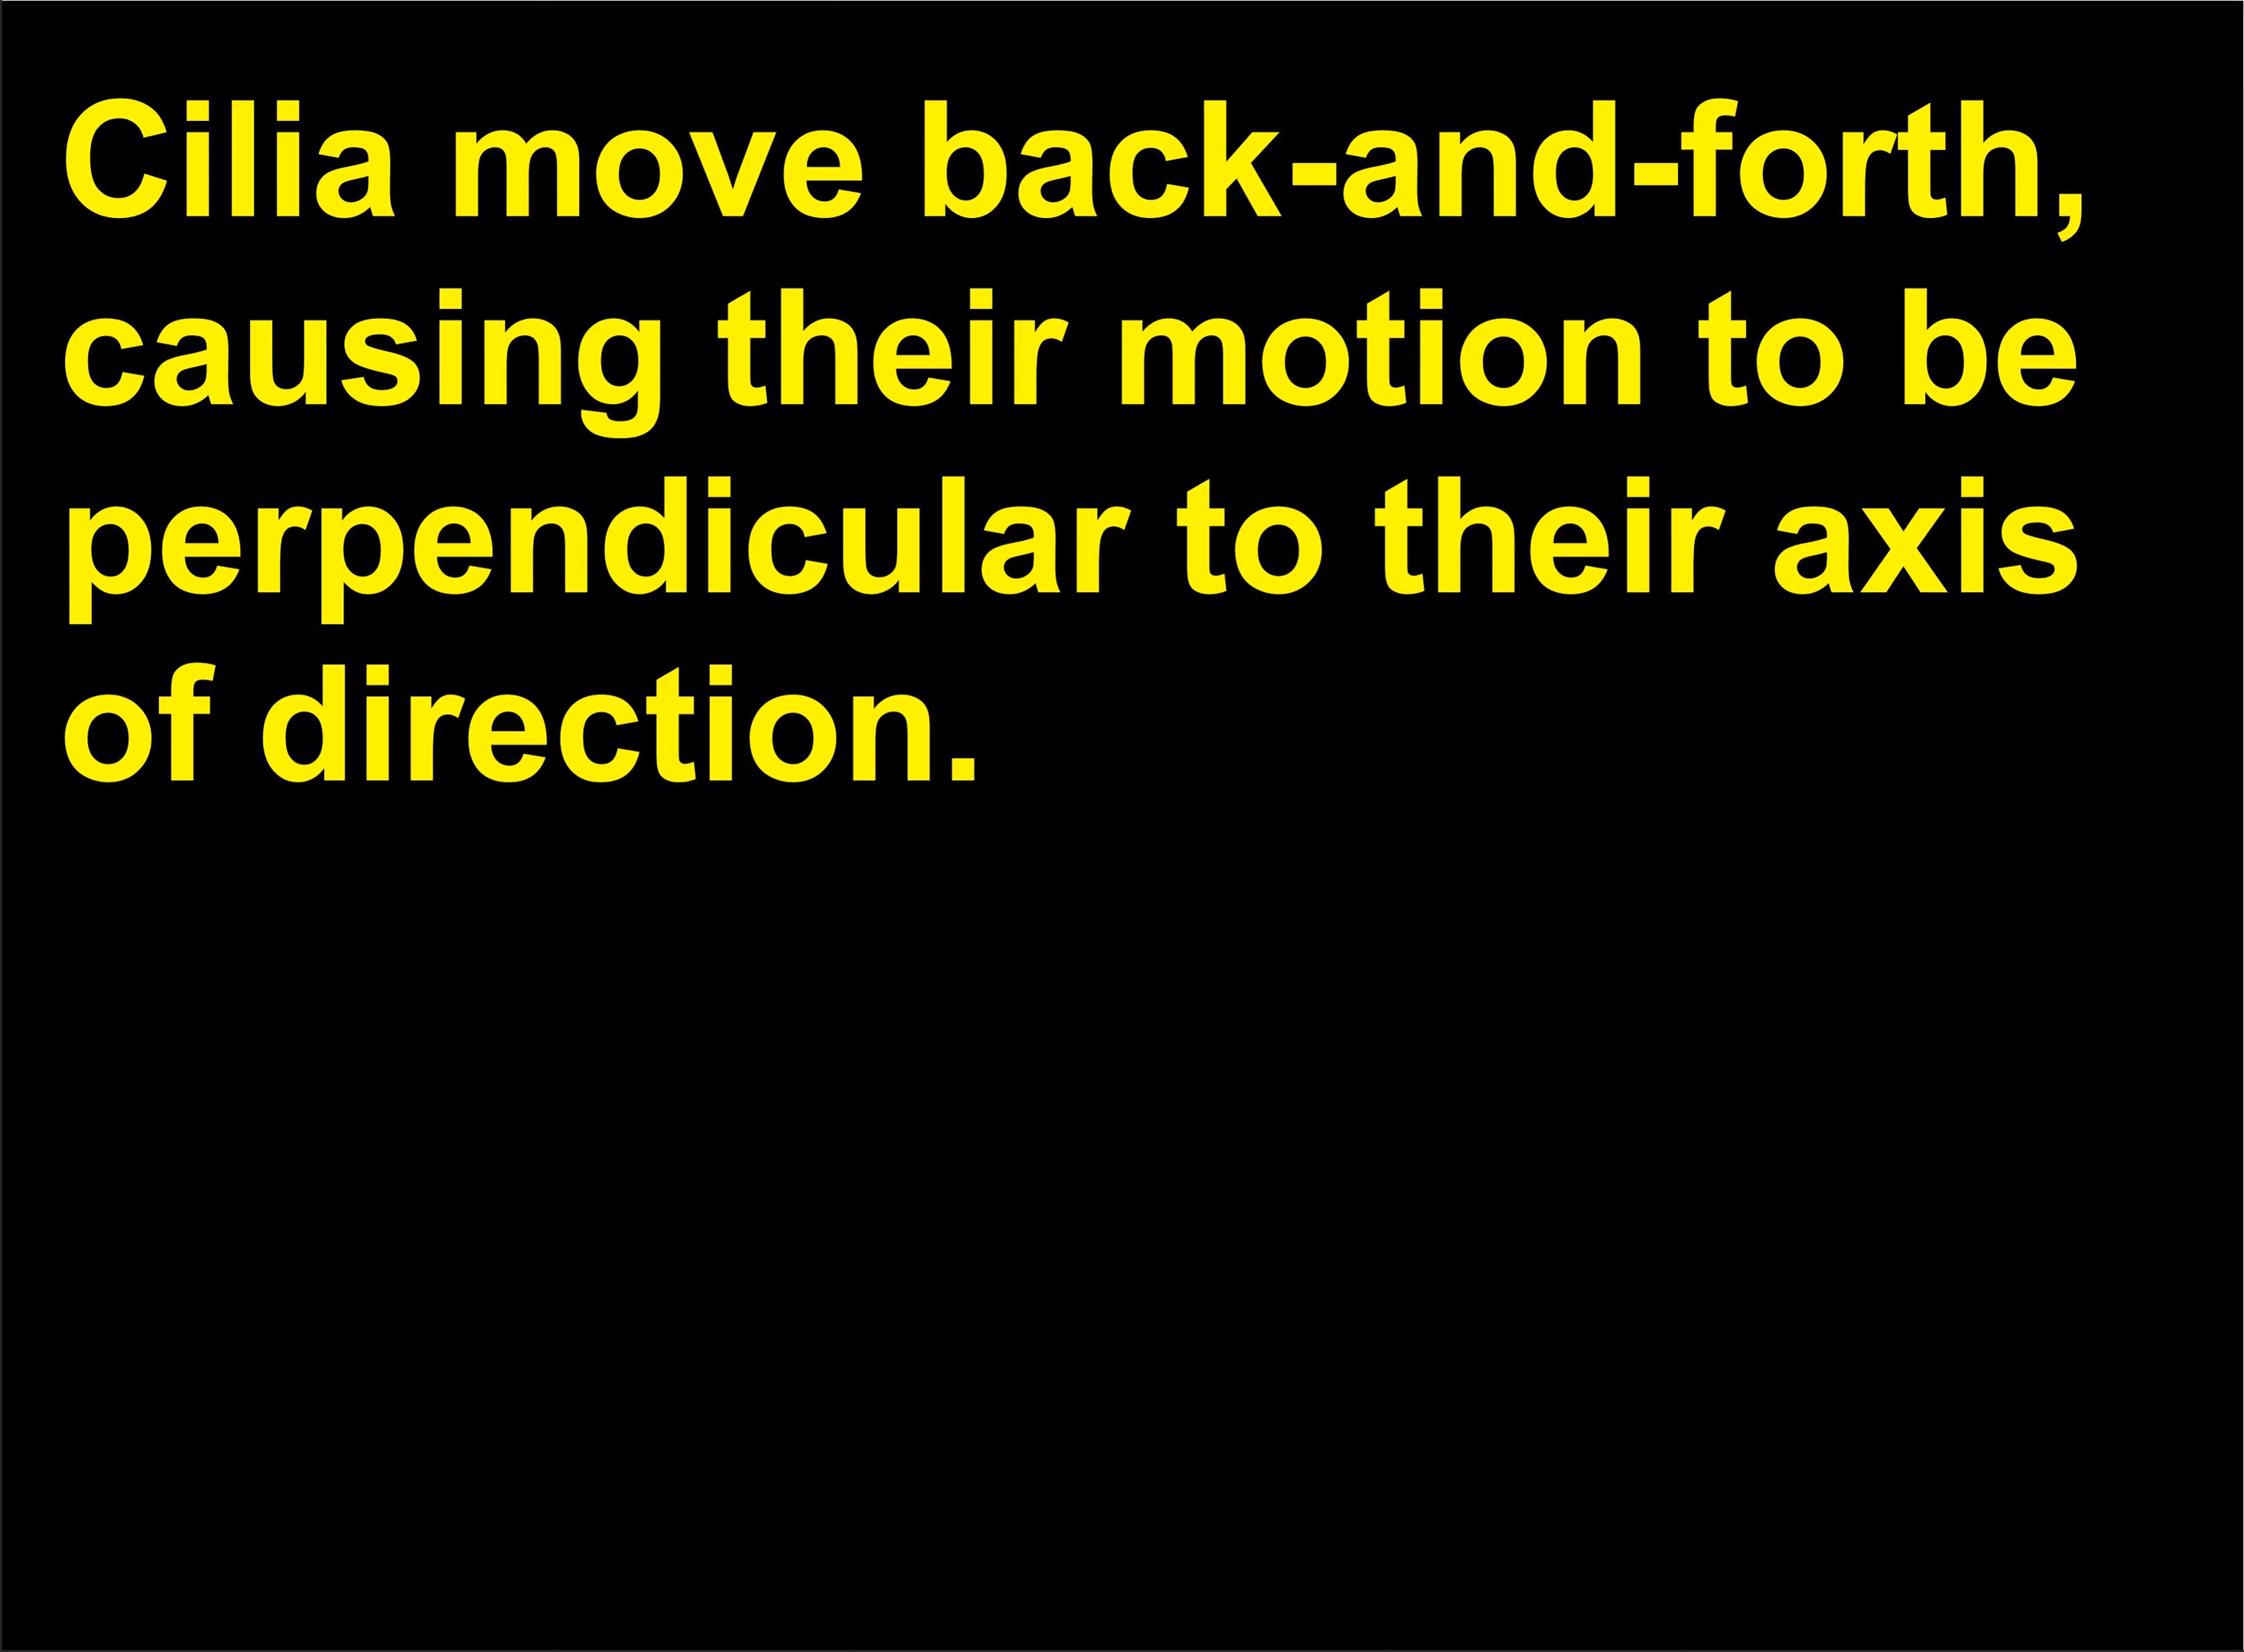 Cilia move back-and-forth,
causing their motion to be
perpendicular to their axis
of direction.